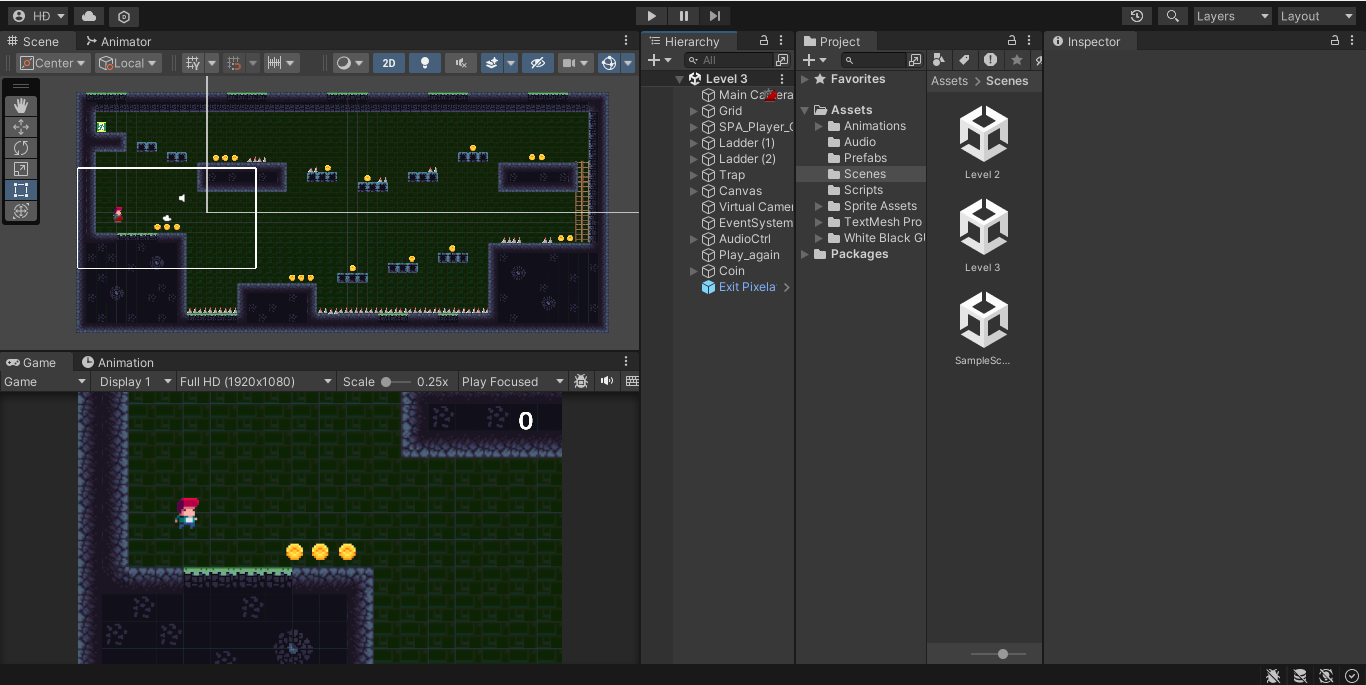 HD
Layers
Layout
Scene
Animator
Center
Local
2D
Hierarchy
All
Level 3
Main Camera
Grid
SPA_Player_
Ladder (1)
Ladder (2)
Trap
Canvas
Virtual Camer
EventSystem
AudioCtrl
Play_again
Coin
Exit Pixela
Project
Favorites
Assets
Animations
Audio
Prefabs
Scenes
Scripts
Sprite Assets
TextMesh Pro
White Black GU
Packages
Assets Scenes
Level 2
Level 3
SampleSc...
Inspector
Game
Animation
Game
Display 1
Full HD (1920x1080)
Scale
0.25x
Play Focused
0